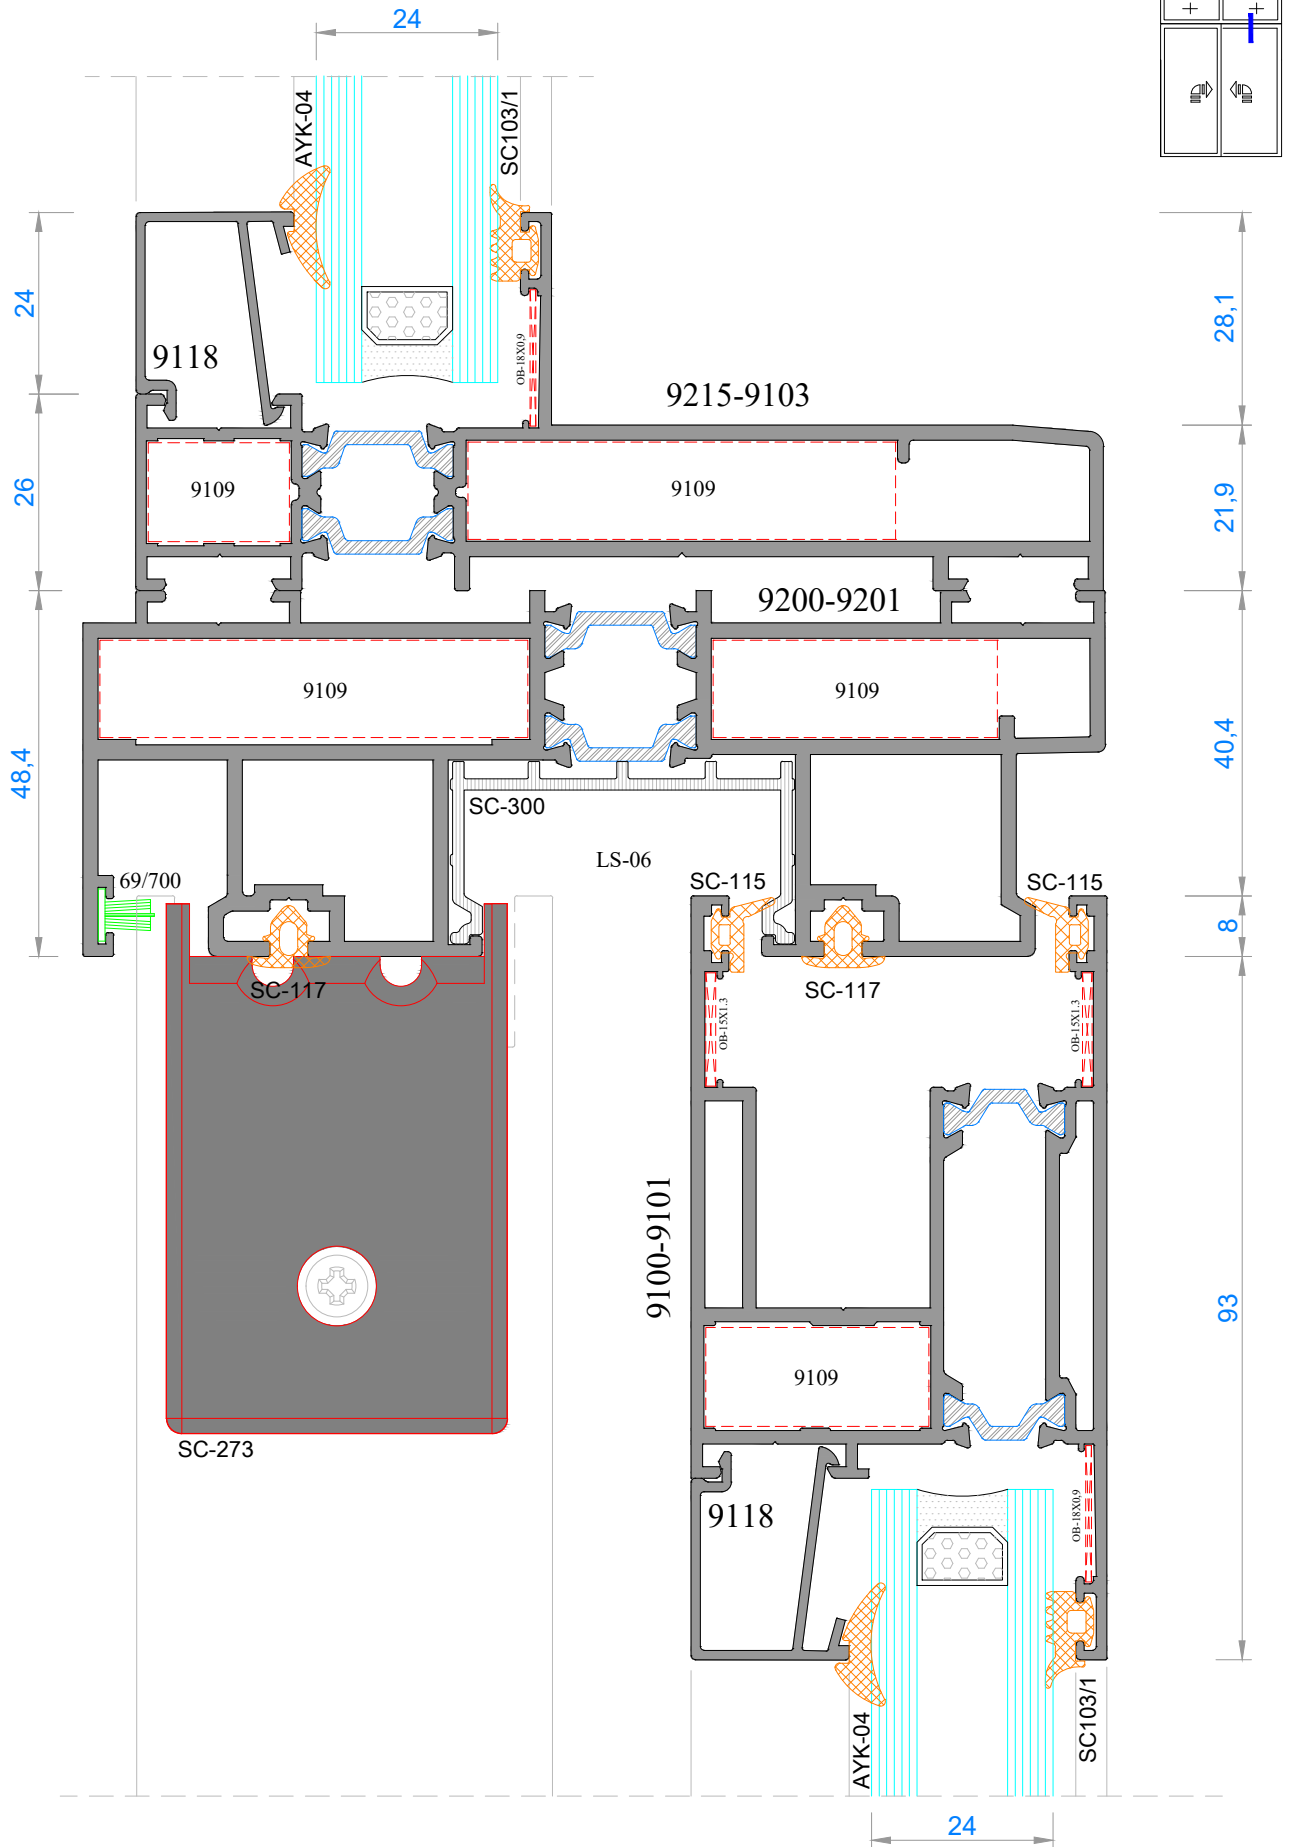 24
AYK-04
SC103/1
24
28,1
9118
OB-18X0,9
9215-9103
26
9109
9109
21,9
9200-9201
9109
9109
48,4
40,4
SC-300
LS-06
69/700
SC-115
SC-115
8
SC-117
SC-117
OB-15X1.3
OB-15X1.3
9100-9101
93
9109
SC-273
9118
OB-18X0,9
AYK-04
SC103/1
24